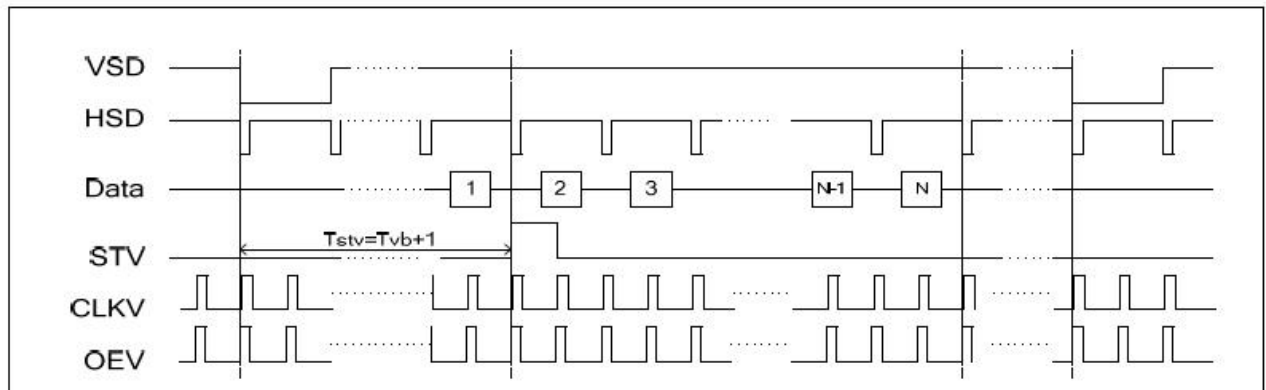 VSD
HSD
Data 1 2 3 N-1 N
Tstv=Tvb+1
STV
CLKV
OEV